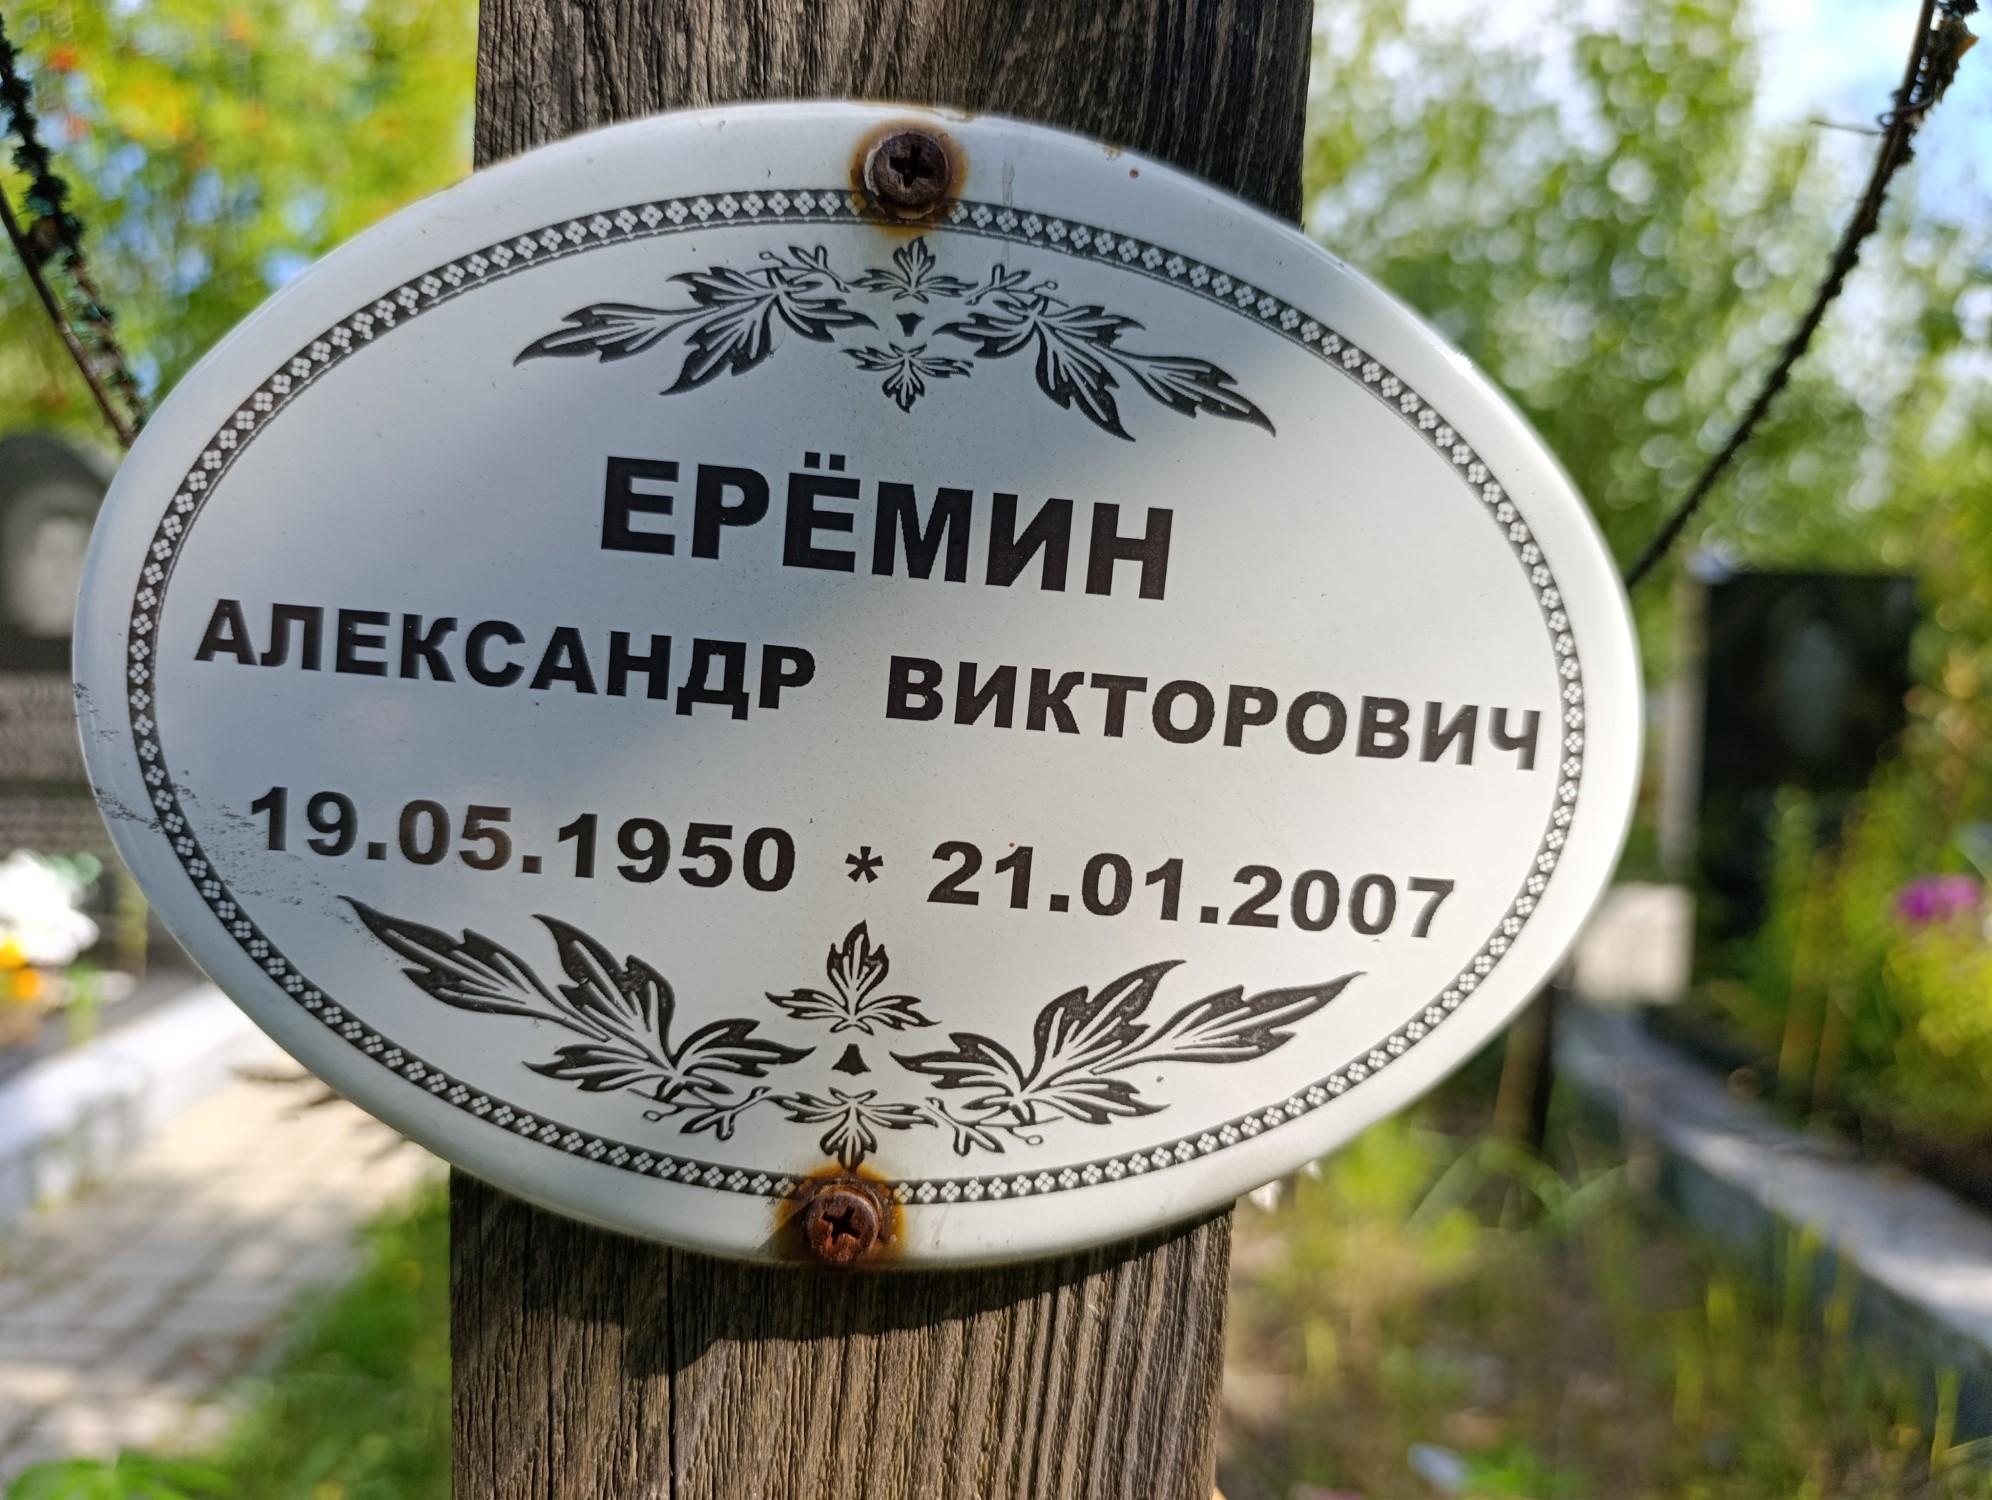 ЕРЁМИН
АЛЕКСАНДР ВИКТОРОВИЧ
19.05.1950 * 21.01.2007